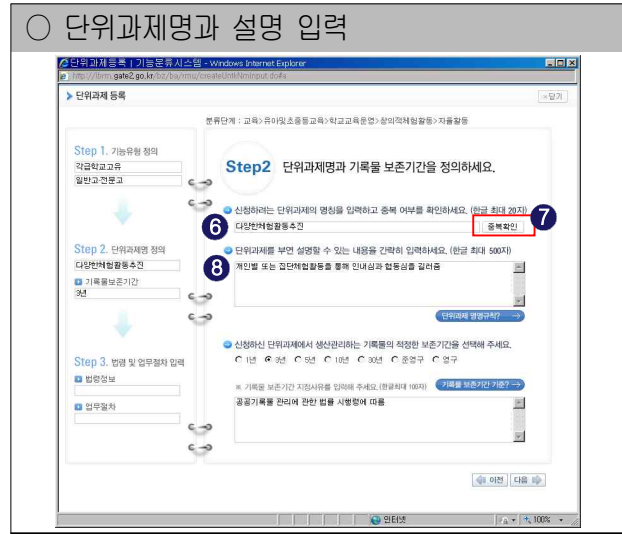 ○ 단위과제명과 설명 입력
단위과제등록 | 기능분류시스템 - Windows Internet Explorer
http://ibrm.gate2.go.kr/bz/ba/rmu/createUntkNmInput.do#a
단위과제 등록
×닫기
분류단계 : 교육>유아및초중등교육>학교교육운영>창의적체험활동>자율활동
Step 1. 기능유형 정의
각급학교고유
일반고·전문고
Step2 단위과제명과 기록물 보존기간을 정의하세요.
신청하려는 단위과제의 명칭을 입력하고 중복 여부를 확인하세요. (한글 최대 20자)
7
6 다양한체험활동추진 중복확인
Step 2. 단위과제명 정의
다양한체험활동추진
기록물보존기간
3년
단위과제를 부연 설명할 수 있는 내용을 간략히 입력하세요. (한글 최대 500자)
8 개인별 또는 집단체험활동을 통해 인내심과 협동심을 길러줌
단위과제 명명규칙? →
신청하신 단위과제에서 생산관리하는 기록물의 적정한 보존기간을 선택해 주세요.
1년 3년 5년 10년 30년 준영구 영구
Step 3. 법령 및 업무절차 입력
법령정보
업무절차
※ 기록물 보존기간 지정사유를 입력해 주세요.(한글최대 100자) 기록물 보존기간 기준? →
공공기록물 관리에 관한 법률 시행령에 따름
이전 다음
인터넷
100%